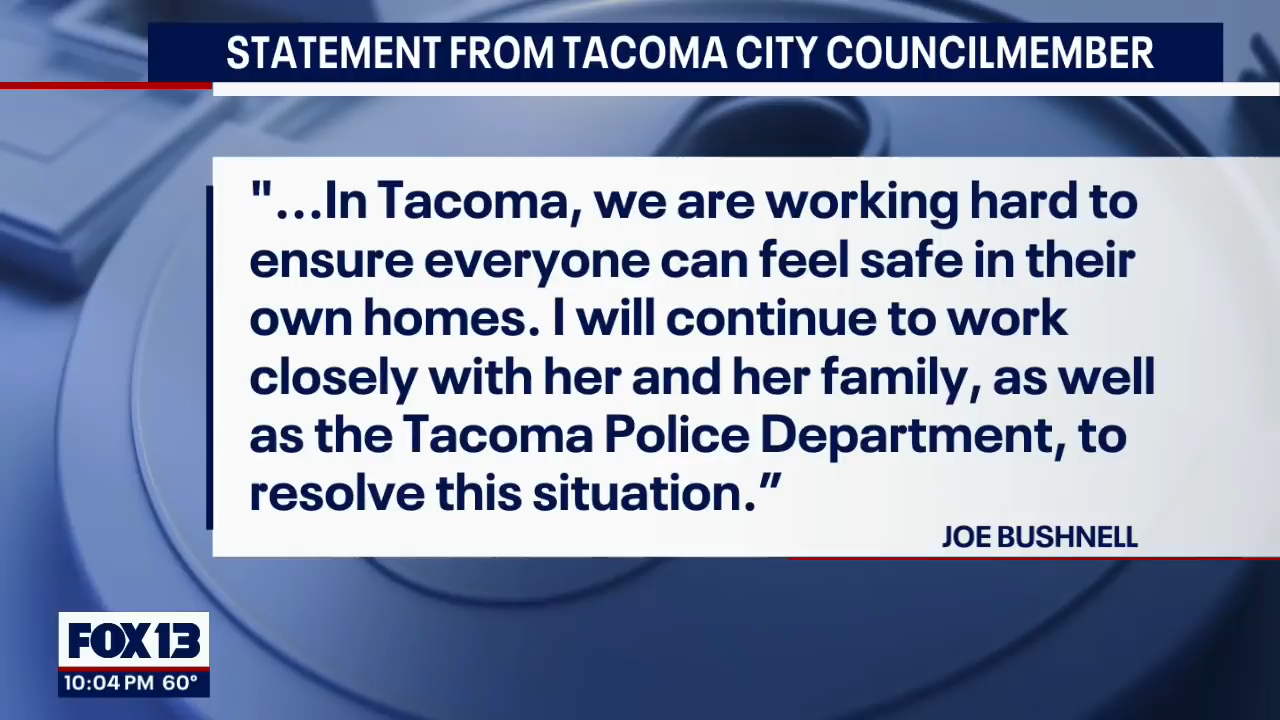 STATEMENT FROM TACOMA CITY COUNCILMEMBER
"...In Tacoma, we are working hard to
ensure everyone can feel safe in their
own homes. I will continue to work
closely with her and her family, as well
as the Tacoma Police Department, to
resolve this situation.”
JOE BUSHNELL
FOX 13
10:04 PM 60°